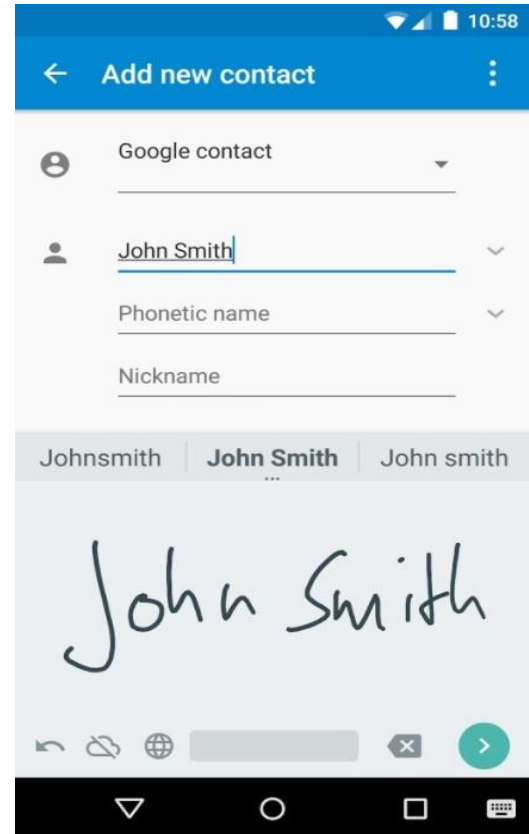 10:58
Add new contact
Google contact
John Smith
Phonetic name
Nickname
Johnsmith John Smith John smith
John Smith